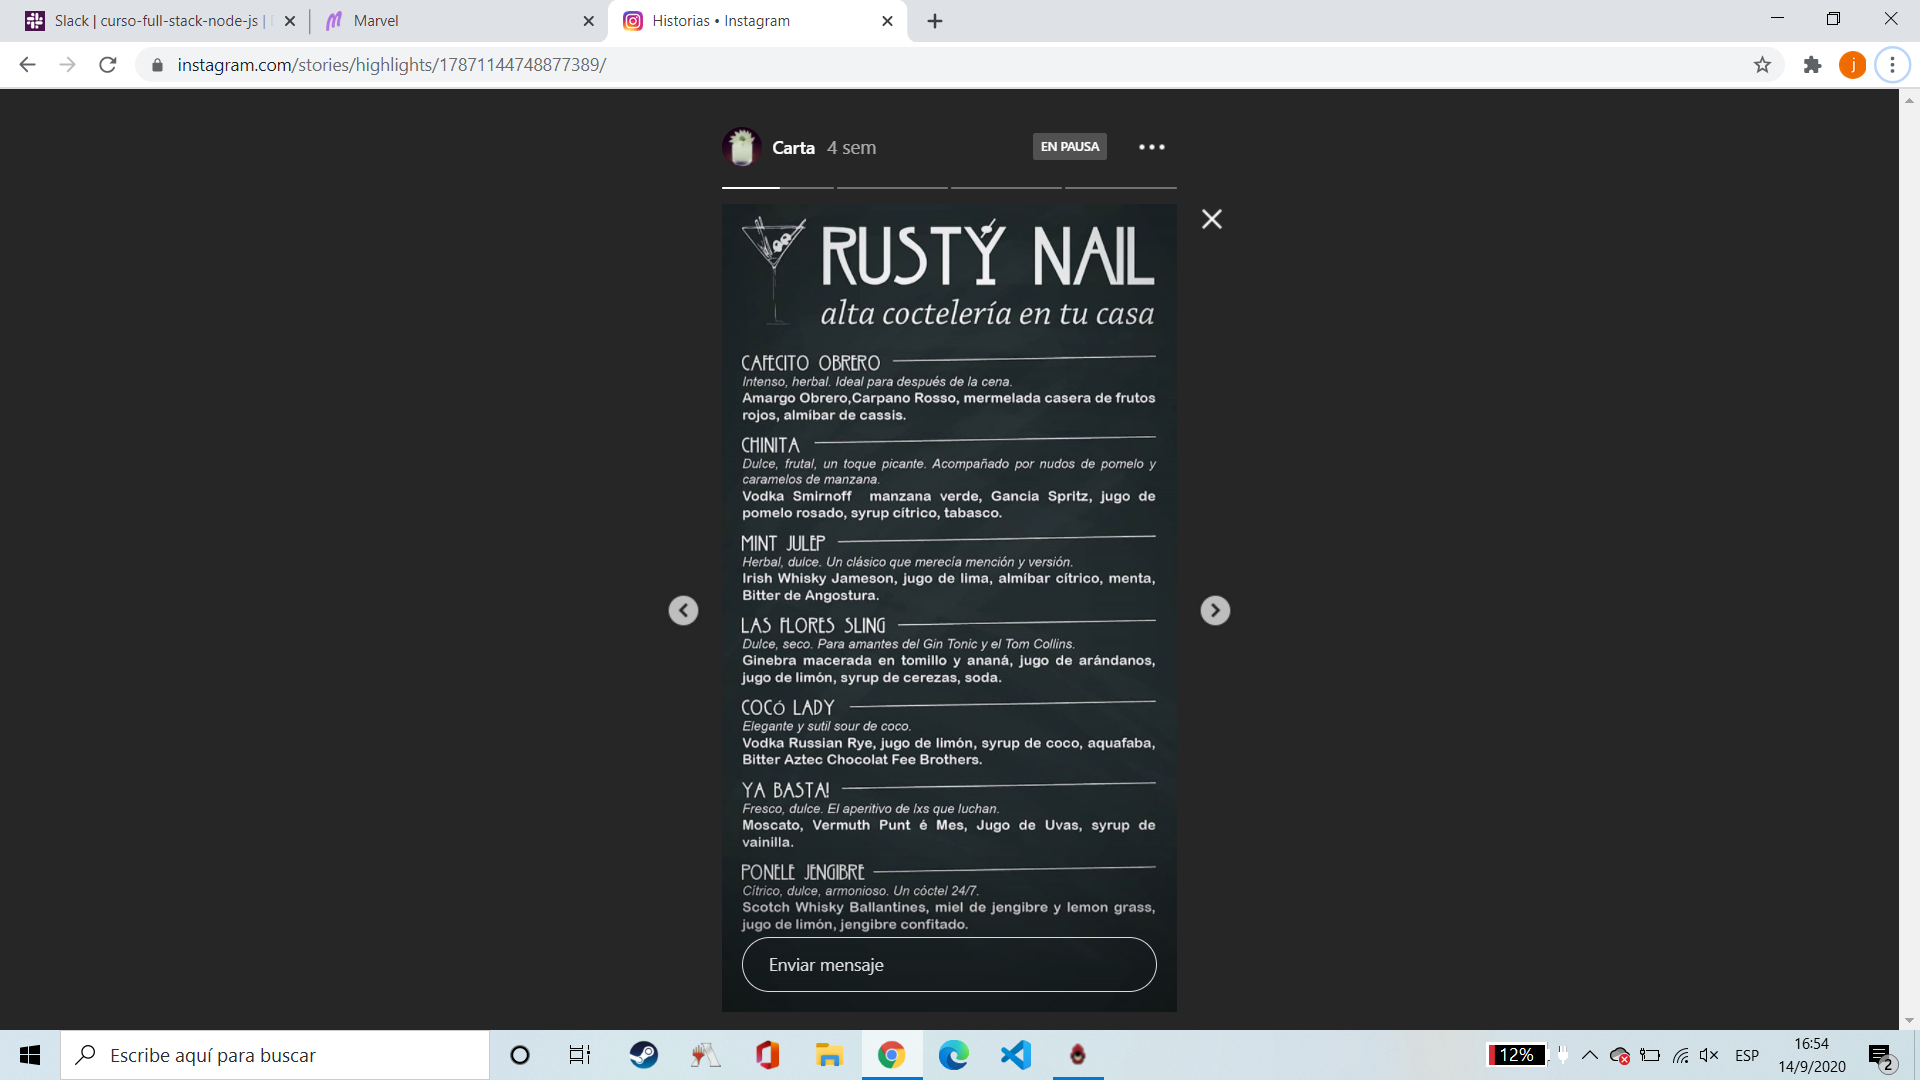 Slack | curso-full-stack-node-js |
Marvel
Historias • Instagram
instagram.com/stories/highlights/17871144748877389/
j
Carta 4 sem
EN PAUSA
RUSTY NAIL
alta coctelería en tu casa
CAFECITO OBRERO
Intenso, herbal. Ideal para después de la cena.
Amargo Obrero,Carpano Rosso, mermelada casera de frutos
rojos, almíbar de cassis.
CHINITA
Dulce, frutal, un toque picante. Acompañado por nudos de pomelo y
caramelos de manzana.
Vodka Smirnoff manzana verde, Gancia Spritz, jugo de
pomelo rosado, syrup cítrico, tabasco.
MINT JULEP
Herbal, dulce. Un clásico que merecía mención y versión.
Irish Whisky Jameson, jugo de lima, almíbar cítrico, menta,
Bitter de Angostura.
LAS FLORES SLING
Dulce, seco. Para amantes del Gin Tonic y el Tom Collins.
Ginebra macerada en tomillo y ananá, jugo de arándanos,
jugo de limón, syrup de cerezas, soda.
COCÓ LADY
Elegante y sutil sour de coco.
Vodka Russian Rye, jugo de limón, syrup de coco, aquafaba,
Bitter Aztec Chocolat Fee Brothers.
YA BASTA!
Fresco, dulce. El aperitivo de lxs que luchan.
Moscato, Vermuth Punt é Mes, Jugo de Uvas, syrup de
vainilla.
PONELE JENGIBRE
Cítrico, dulce, armonioso. Un cóctel 24/7.
Scotch Whisky Ballantines, miel de jengibre y lemon grass,
jugo de limón, jengibre confitado.
Enviar mensaje
Escribe aquí para buscar
12%
ESP
16:54
14/9/2020
2